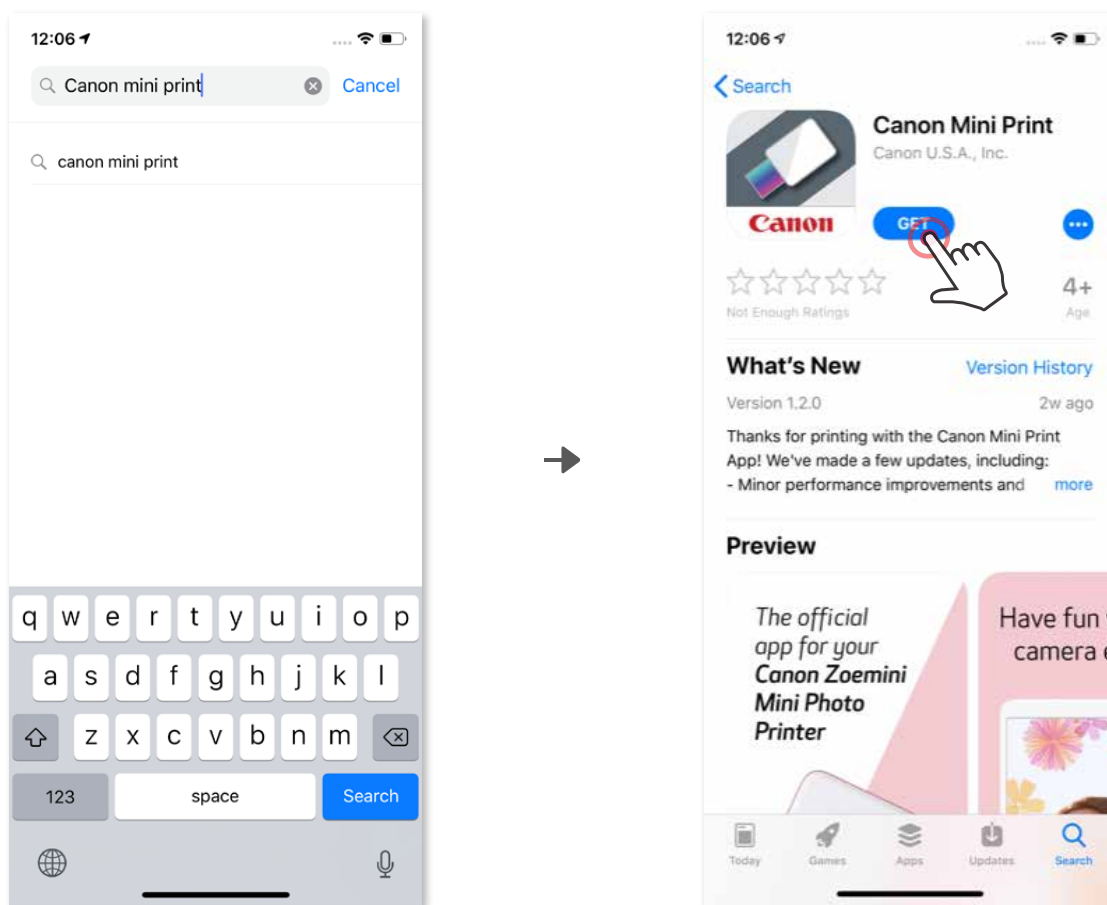 12:06
Canon mini print
Cancel
canon mini print
q w e r t y u i o p
a s d f g h j k l
z x c v b n m
123
space
Search
12:06
Search
Canon Mini Print
Canon U.S.A., Inc.
Canon
GET
Not Enough Ratings
4+
Age
What's New
Version History
Version 1.2.0
2w ago
Thanks for printing with the Canon Mini Print
App! We've made a few updates, including:
- Minor performance improvements and more
Preview
The official
app for your
Canon Zoemini
Mini Photo
Printer
Have fun
camera e
Today
Games
Apps
Updates
Search